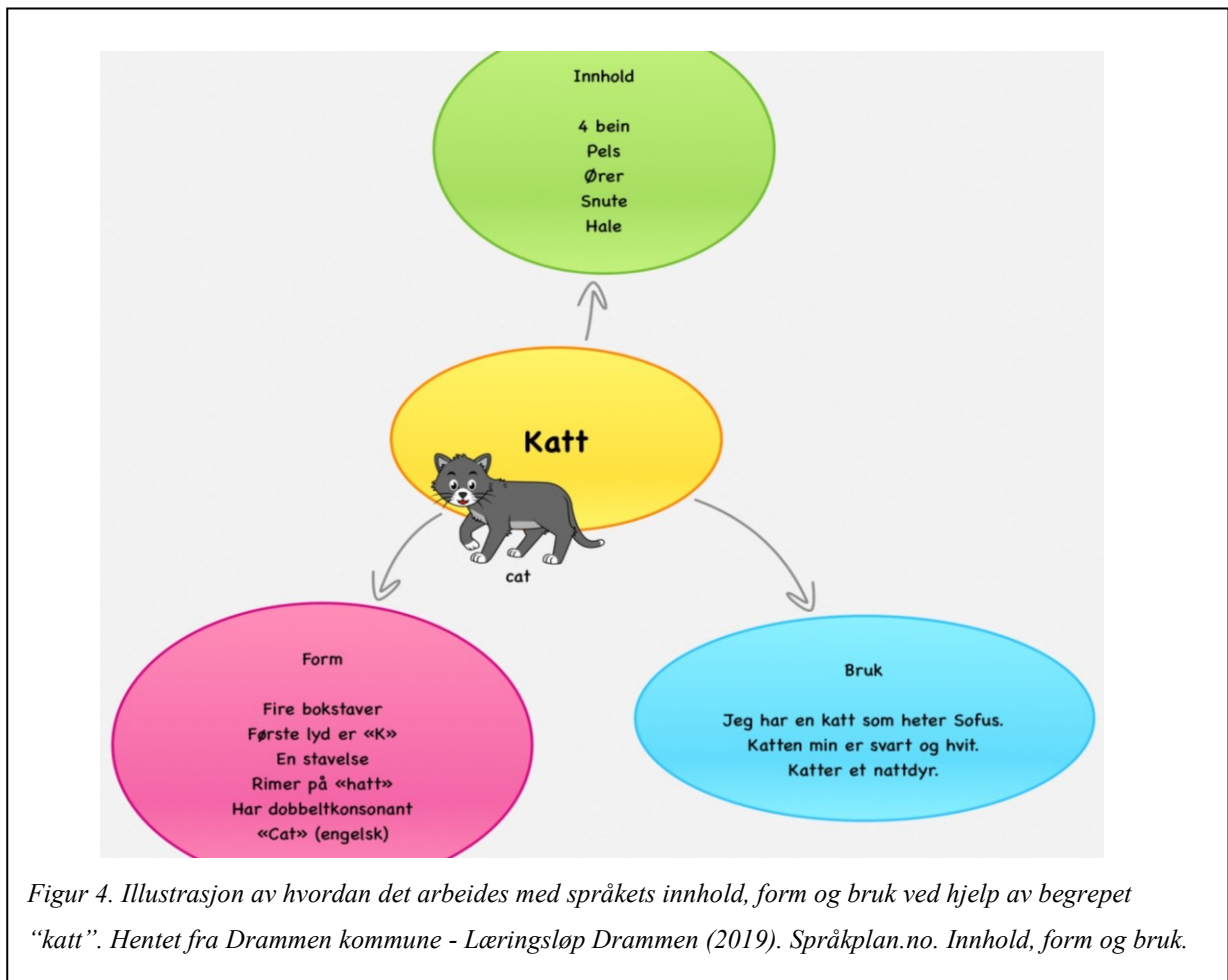 Innhold
4 bein
Pels
Ører
Snute
Hale
Katt
cat
Form
Fire bokstaver
Første lyd er «K»
En stavelse
Rimer på «hatt»
Har dobbeltkonsonant
«Cat» (engelsk)
Bruk
Jeg har en katt som heter Sofus.
Katten min er svart og hvit.
Katter et nattdyr.
Figur 4. Illustrasjon av hvordan det arbeides med språkets innhold, form og bruk ved hjelp av begrepet
“katt”. Hentet fra Drammen kommune - Læringsløp Drammen (2019). Språkplan.no. Innhold, form og bruk.